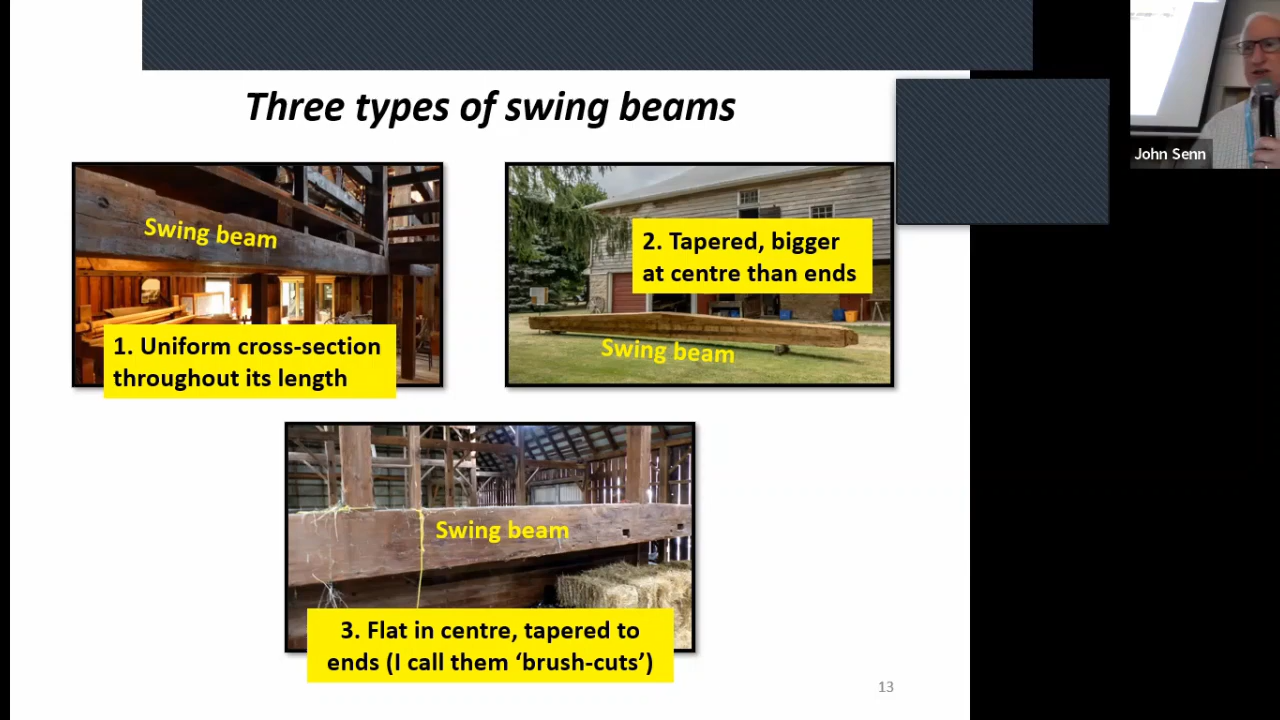 Three types of swing beams
John Senn
Swing beam
1. Uniform cross-section
throughout its length
2. Tapered, bigger
at centre than ends
Swing beam
Swing beam
3. Flat in centre, tapered to
ends (I call them ‘brush-cuts’)
13